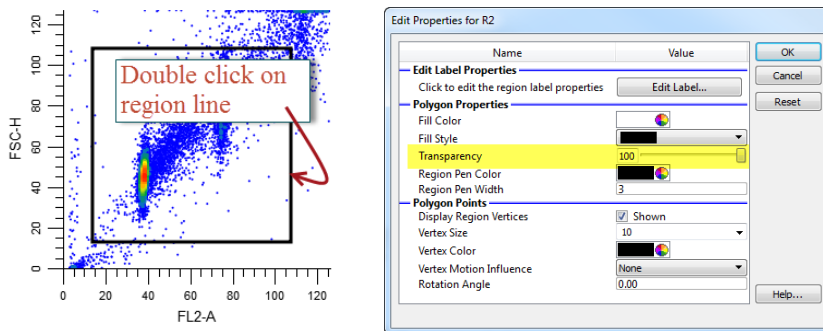 120
100
80
60
40
20
0
FSC-H
Double click on
region line
0 20 40 60 80 100 120
FL2-A
Edit Properties for R2
Name Value
Edit Label Properties
Click to edit the region label properties Edit Label...
Polygon Properties
Fill Color
Fill Style
Transparency 100
Region Pen Color
Region Pen Width 3
Polygon Points
Display Region Vertices Shown
Vertex Size 10
Vertex Color
Vertex Motion Influence None
Rotation Angle 0.00
OK
Cancel
Reset
Help...